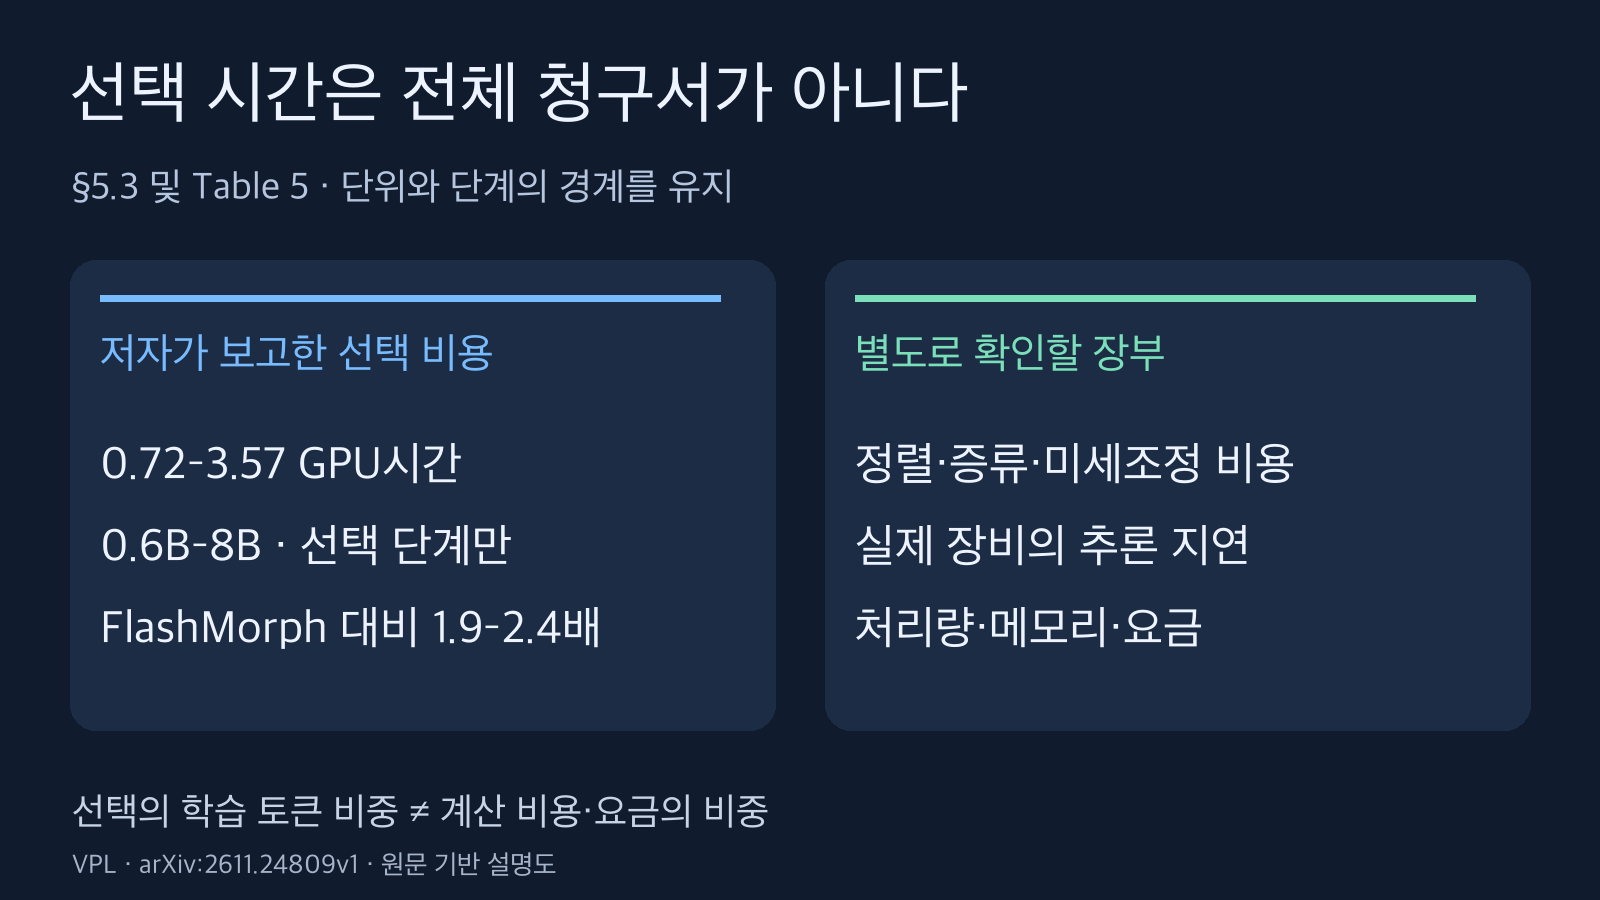 선택 시간은 전체 청구서가 아니다
§5.3 및 Table 5 · 단위와 단계의 경계를 유지
저자가 보고한 선택 비용
0.72-3.57 GPU시간
0.6B-8B · 선택 단계만
FlashMorph 대비 1.9-2.4배
별도로 확인할 장부
정렬·증류·미세조정 비용
실제 장비의 추론 지연
처리량·메모리·요금
선택의 학습 토큰 비중 ≠ 계산 비용·요금의 비중
VPL · arXiv:2611.24809v1 · 원문 기반 설명도